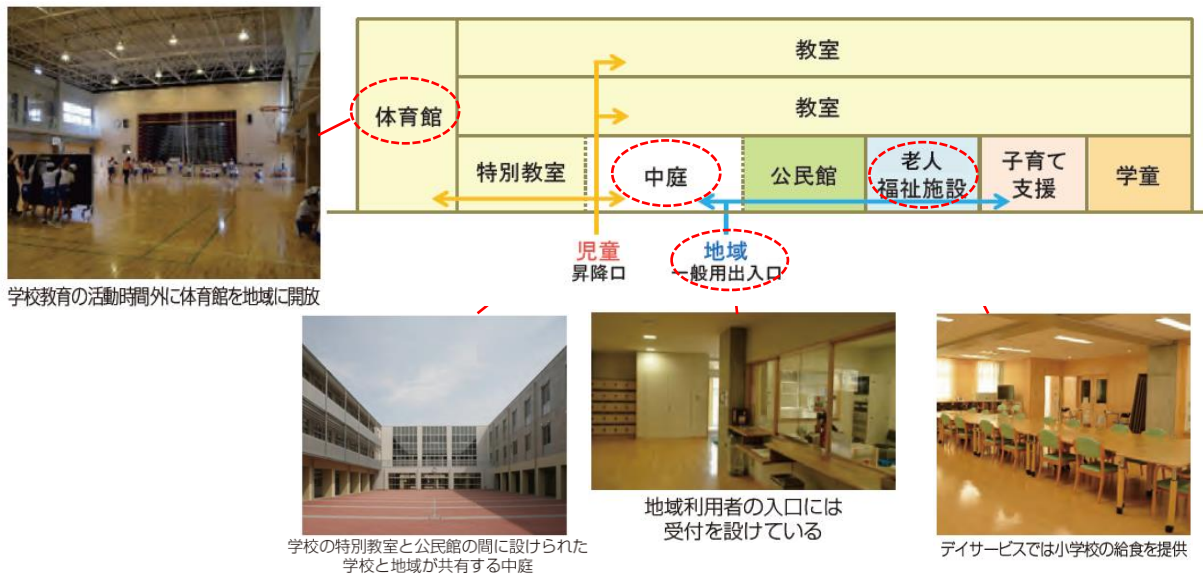 教室
体育館
教室
特別教室
中庭
公民館
老人
福祉施設
子育て
支援
学童
児童
昇降口
地域
一般用出入口
学校教育の活動時間外に体育館を地域に開放
学校の特別教室と公民館の間に設けられた
学校と地域が共有する中庭
地域利用者の入口には
受付を設けている
デイサービスでは小学校の給食を提供